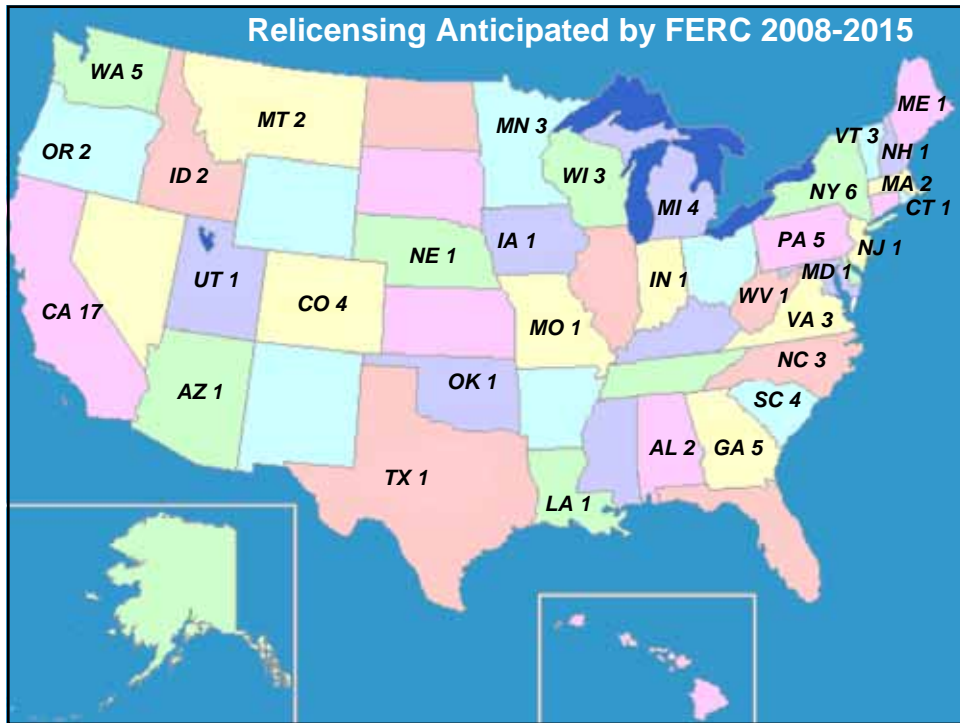 Relicensing Anticipated by FERC 2008-2015
WA 5
ME 1
MT 2
MN 3
VT 3
OR 2
NH 1
ID 2
WI 3
MA 2
NY 6
MI 4
CT 1
IA 1
PA 5
NE 1
NJ 1
UT 1
IN 1
MD 1
CO 4
WV 1
CA 17
MO 1
VA 3
NC 3
OK 1
AZ 1
SC 4
AL 2
GA 5
TX 1
LA 1